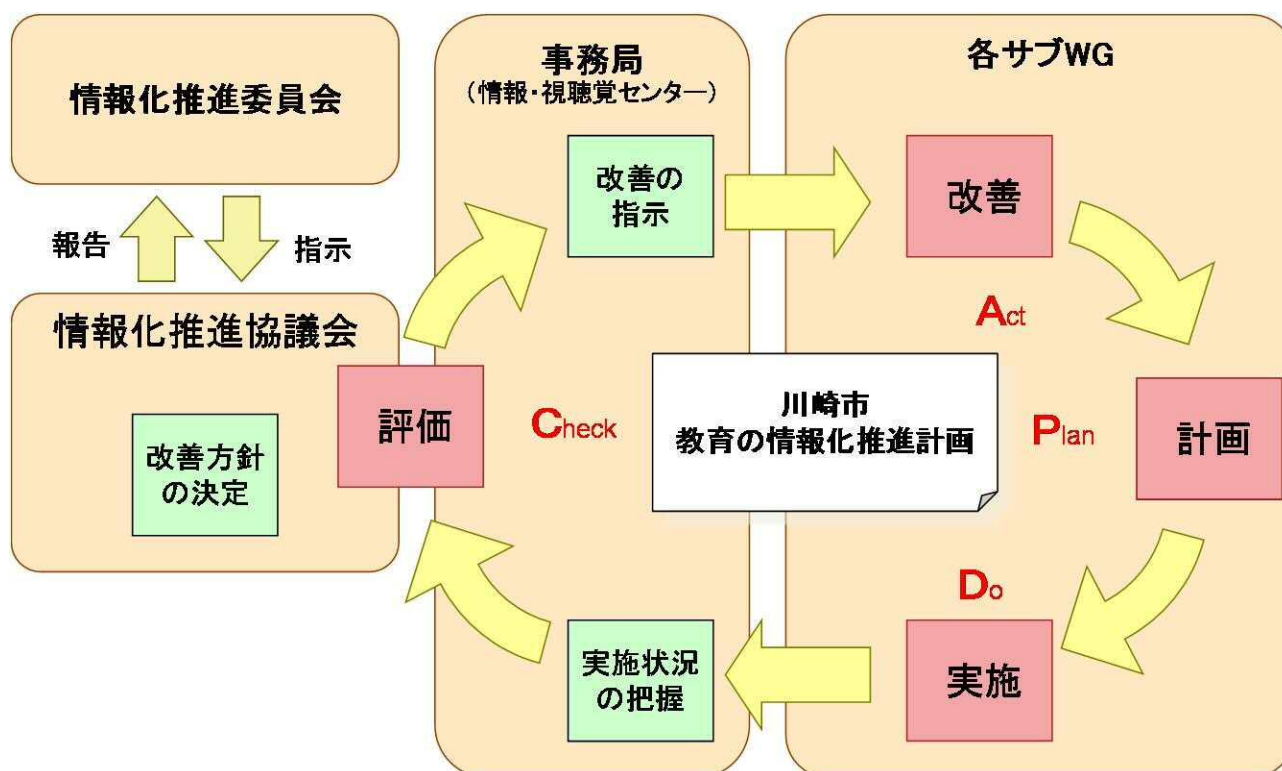 情報化推進委員会
報告
指示
情報化推進協議会
改善方針
の決定
評価
事務局
（情報・視聴覚センター）
改善の
指示
Check
実施状況
の把握
川崎市
教育の情報化推進計画
各サブWG
改善
Act
Plan
計画
Do
実施